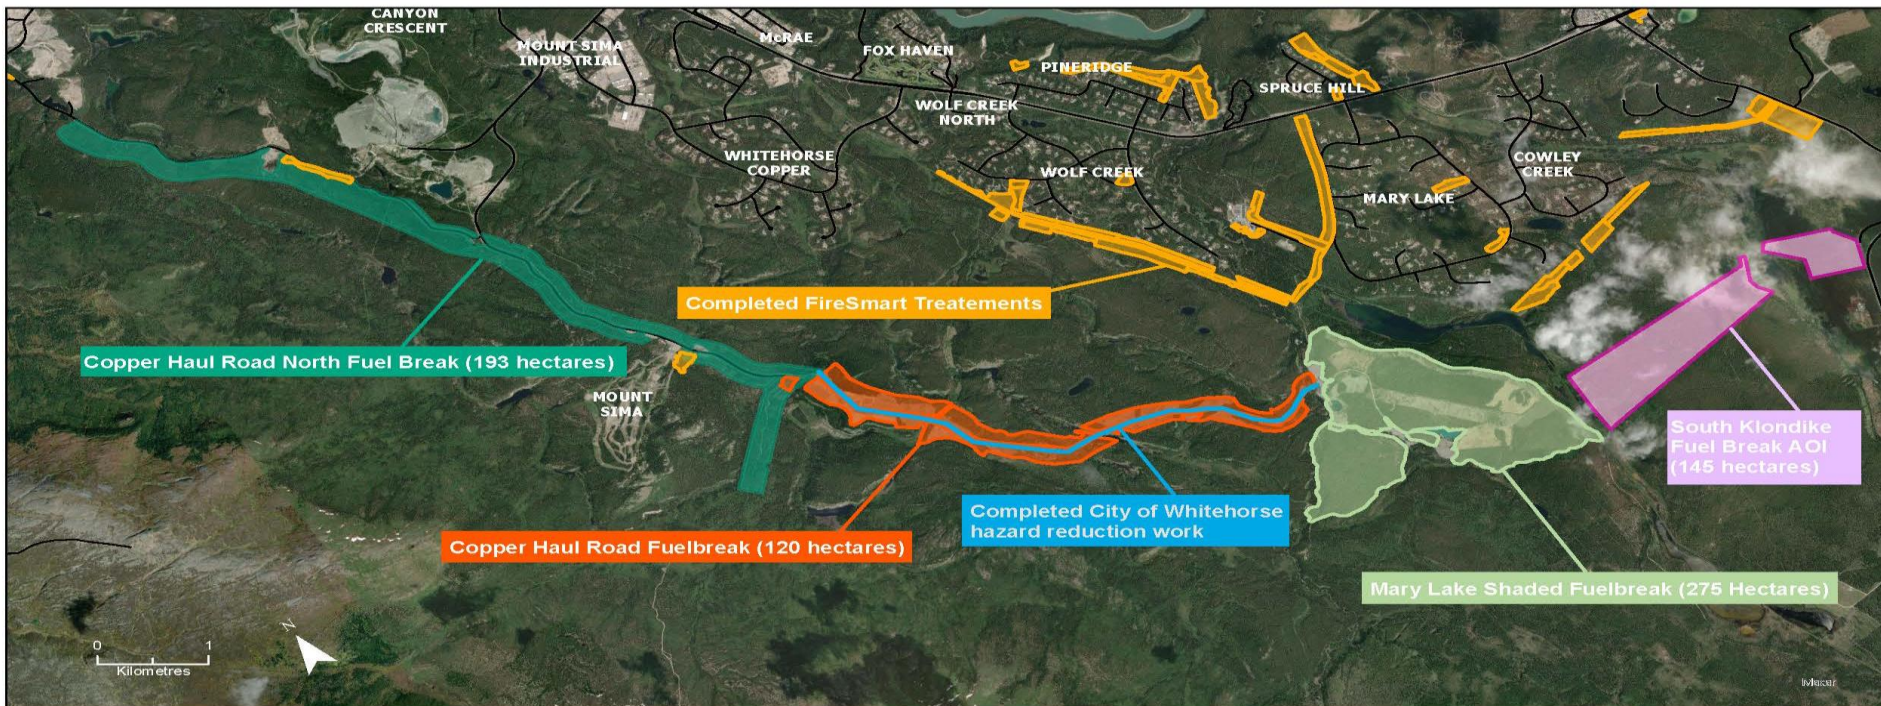 CANYON
CRESCENT
MOUNT SIMA
INDUSTRIAL
McRAE
FOX HAVEN
PINERIDGE
SPRUCE HILL
WOLF CREEK
NORTH
WHITEHORSE
COPPER
WOLF CREEK
COWLEY
CREEK
MARY LAKE
Completed FireSmart Treatements
Copper Haul Road North Fuel Break (193 hectares)
MOUNT
SIMA
South Klondike
Fuel Break AOI
(145 hectares)
Completed City of Whitehorse
hazard reduction work
Copper Haul Road Fuelbreak (120 hectares)
Mary Lake Shaded Fuelbreak (275 Hectares)
N
0 1
Kilometres
Maxar